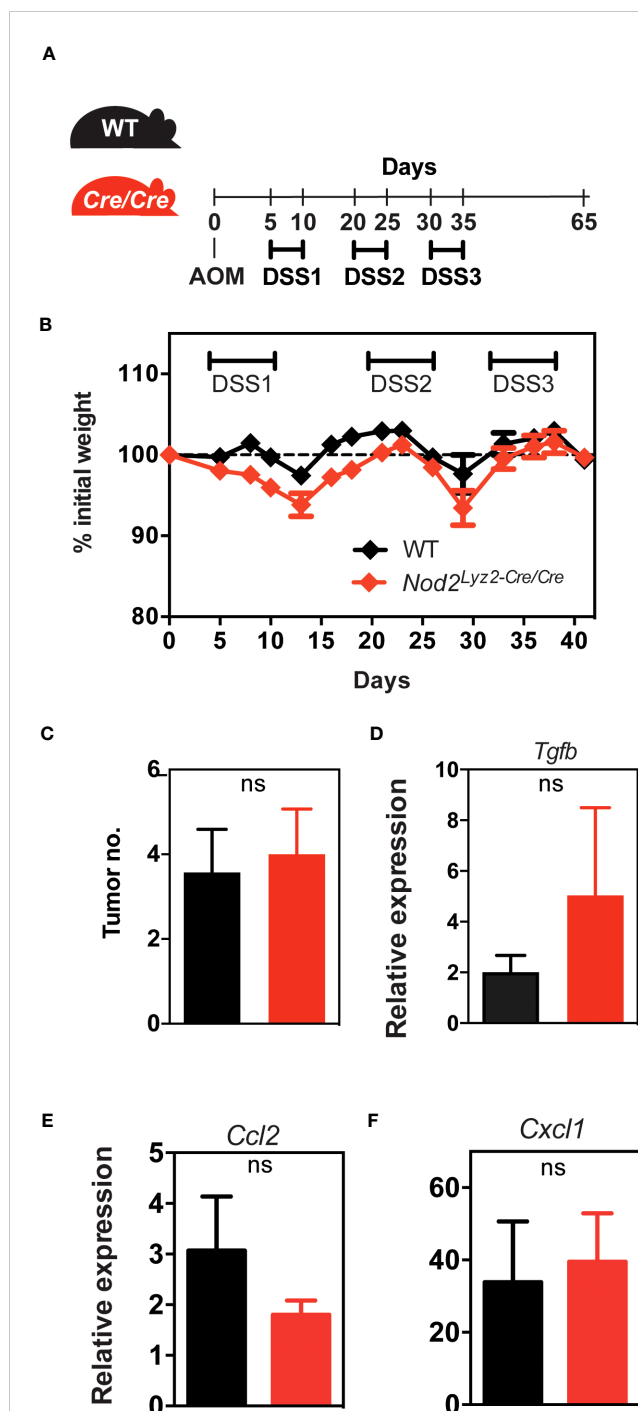 A
WT
Cre/Cre
Days
0 5 10 20 25 30 35 65
AOM DSS1 DSS2 DSS3
B
DSS1 DSS2 DSS3
% initial weight
110
100
90
80
WT
Nod2Lyz2-Cre/Cre
0 5 10 15 20 25 30 35 40
Days
C
ns
Tumor no.
6
4
2
0
D
Tgfb
ns
Relative expression
10
8
6
4
2
0
E
Ccl2
ns
Relative expression
5
4
3
2
1
0
F
Cxcl1
ns
60
40
20
0